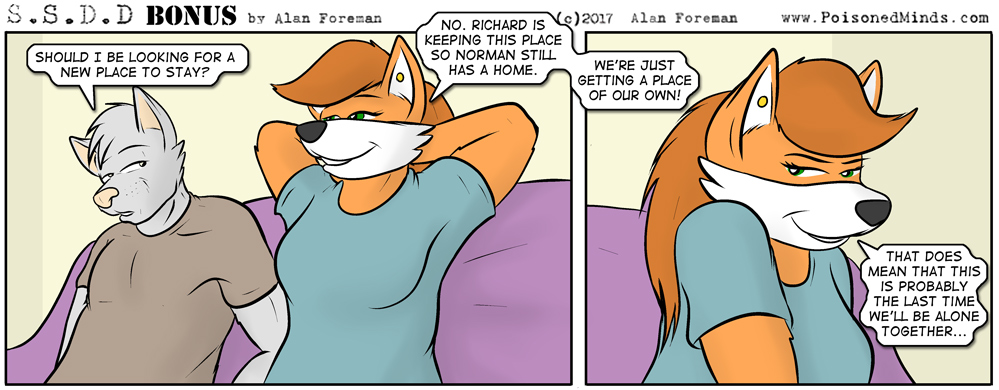 S.S.D.D BONUS by Alan Foreman (c)2017 Alan Foreman www.PoisonedMinds.com
SHOULD I BE LOOKING FOR A
NEW PLACE TO STAY?
NO. RICHARD IS
KEEPING THIS PLACE
SO NORMAN STILL
HAS A HOME.
WE'RE JUST
GETTING A PLACE
OF OUR OWN!
THAT DOES
MEAN THAT THIS
IS PROBABLY
THE LAST TIME
WE'LL BE ALONE
TOGETHER...